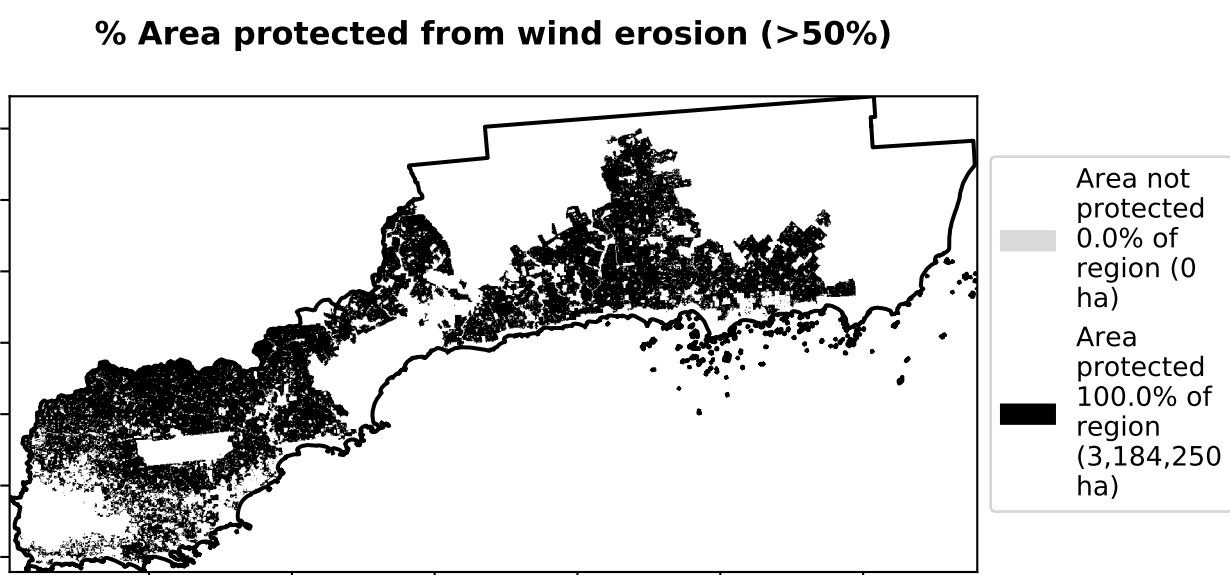 % Area protected from wind erosion (>50%)
Area not
protected
0.0% of
region (0
ha)
Area
protected
100.0% of
region
(3,184,250
ha)